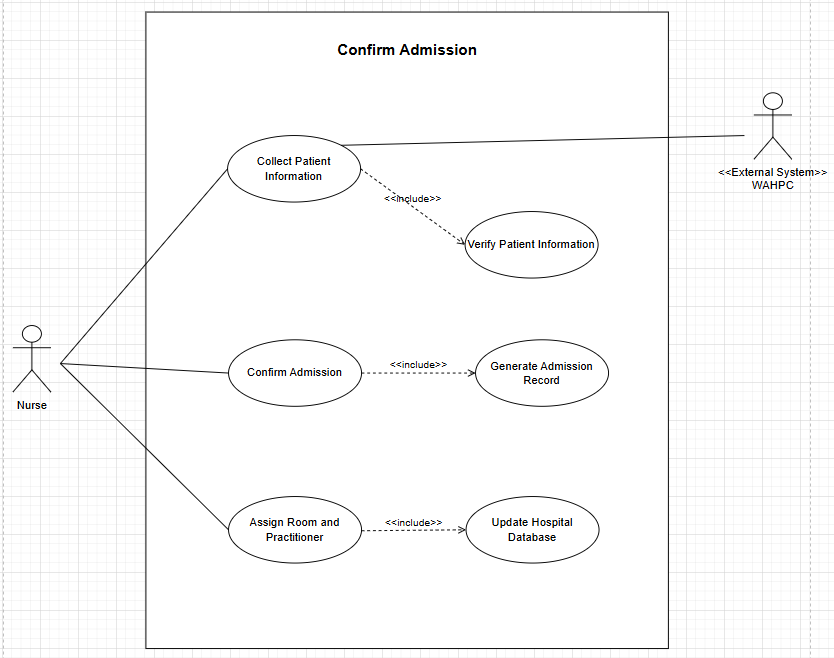 Confirm Admission
Collect Patient
Information
<<External System>>
WAHPC
<<include>>
Verify Patient Information
Nurse
Confirm Admission
<<include>>
Generate Admission
Record
Assign Room and
Practitioner
<<include>>
Update Hospital
Database